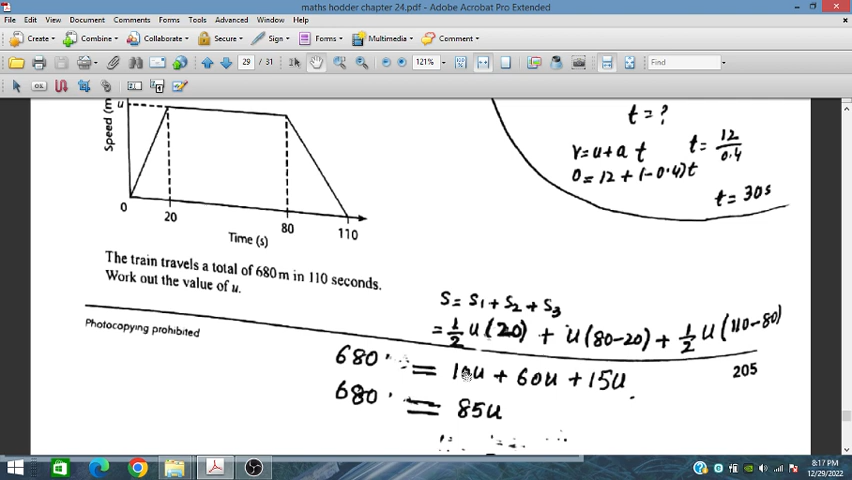 maths hodder chapter 24.pdf - Adobe Acrobat Pro Extended
File Edit View Document Comments Forms Tools Advanced Window Help
Create Combine Collaborate Secure Sign Forms Multimedia Comment
29 / 31 121% Find
Speed (m
u
0 20 80 110
Time (s)
t = ?
v = u + a t t = 12/0.4
0 = 12 + (-0.4)t
t = 30s
The train travels a total of 680 m in 110 seconds.
Work out the value of u.
S = S1 + S2 + S3
= 1/2 u (20) + u (80-20) + 1/2 u (110-80)
Photocopying prohibited
205
680 = 10u + 60u + 15u
680 = 85u
8:17 PM
12/29/2022